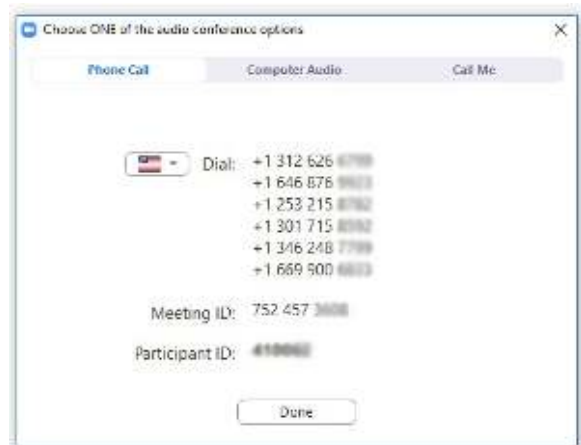 Choose ONE of the audio conference options
Phone Call Computer Audio Call Me
Dial: +1 312 626
+1 646 876
+1 253 215
+1 301 715
+1 346 248
+1 669 900
Meeting ID: 752 457
Participant ID:
Done